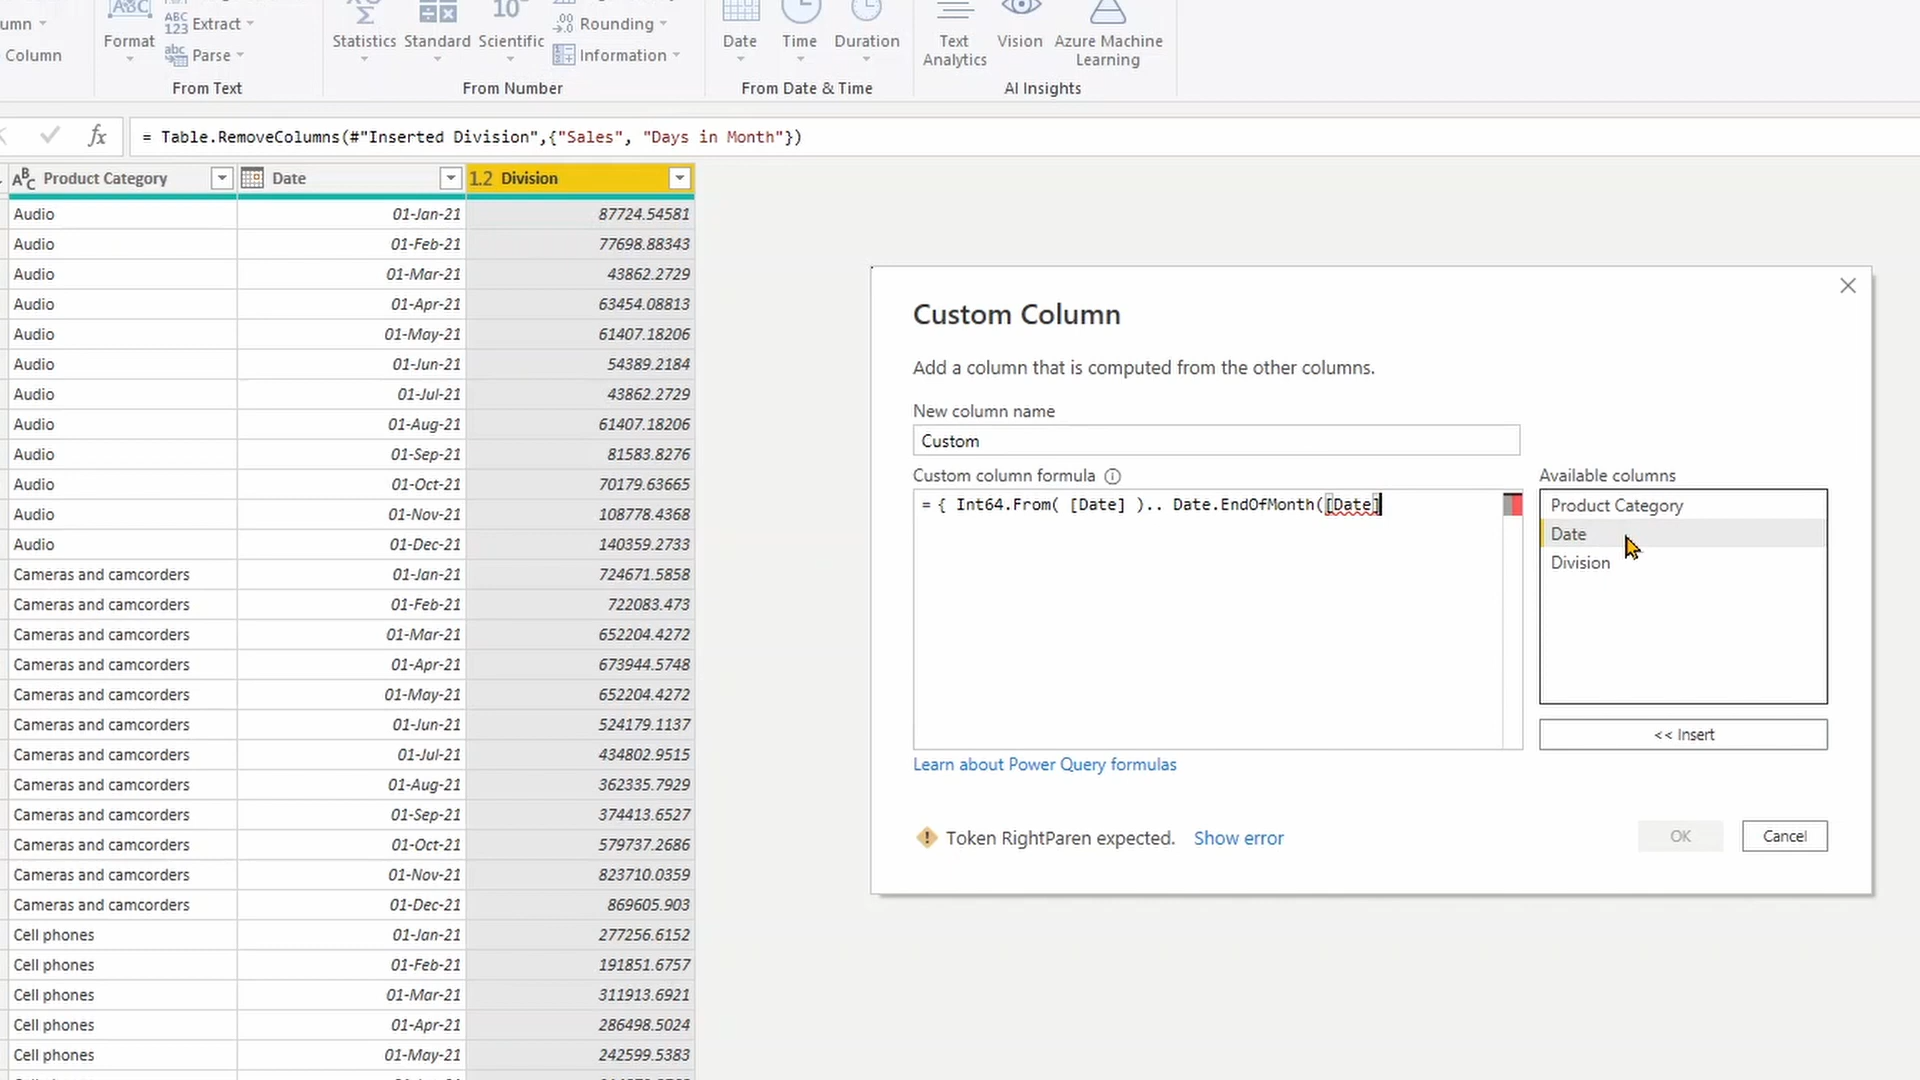 ABC
10
umn
ABC 123 Extract
.00 →.0 Rounding
Column
Format
abc Parse
Statistics Standard Scientific
Information
Date Time Duration
Text Analytics
Vision
Azure Machine Learning
From Text
From Number
From Date & Time
AI Insights
fx = Table.RemoveColumns(#"Inserted Division",{"Sales", "Days in Month"})
ABC Product Category Date 1.2 Division
Audio 01-Jan-21 87724.54581
Audio 01-Feb-21 77698.88343
Audio 01-Mar-21 43862.2729
Audio 01-Apr-21 63454.08813
Audio 01-May-21 61407.18206
Audio 01-Jun-21 54389.2184
Audio 01-Jul-21 43862.2729
Audio 01-Aug-21 61407.18206
Audio 01-Sep-21 81583.8276
Audio 01-Oct-21 70179.63665
Audio 01-Nov-21 108778.4368
Audio 01-Dec-21 140359.2733
Cameras and camcorders 01-Jan-21 724671.5858
Cameras and camcorders 01-Feb-21 722083.473
Cameras and camcorders 01-Mar-21 652204.4272
Cameras and camcorders 01-Apr-21 673944.5748
Cameras and camcorders 01-May-21 652204.4272
Cameras and camcorders 01-Jun-21 524179.1137
Cameras and camcorders 01-Jul-21 434802.9515
Cameras and camcorders 01-Aug-21 362335.7929
Cameras and camcorders 01-Sep-21 374413.6527
Cameras and camcorders 01-Oct-21 579737.2686
Cameras and camcorders 01-Nov-21 823710.0359
Cameras and camcorders 01-Dec-21 869605.903
Cell phones 01-Jan-21 277256.6152
Cell phones 01-Feb-21 191851.6757
Cell phones 01-Mar-21 311913.6921
Cell phones 01-Apr-21 286498.5024
Cell phones 01-May-21 242599.5383
Custom Column
Add a column that is computed from the other columns.
New column name
Custom
Custom column formula
= { Int64.From( [Date] ).. Date.EndOfMonth([Date]
Available columns
Product Category
Date
Division
<< Insert
Learn about Power Query formulas
Token RightParen expected. Show error
OK
Cancel